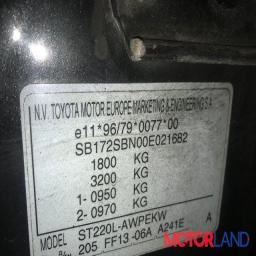 N.V. TOYOTA MOTOR EUROPE MARKETING & ENGINEERING S.A.
e11*96/79*0077*00
SB172SBN00E021682
1800 KG
3200 KG
1- 0950 KG
2- 0970 KG
MODEL ST220L-AWPEKW A
205 FF13 -06A A241E
MOTORLAND